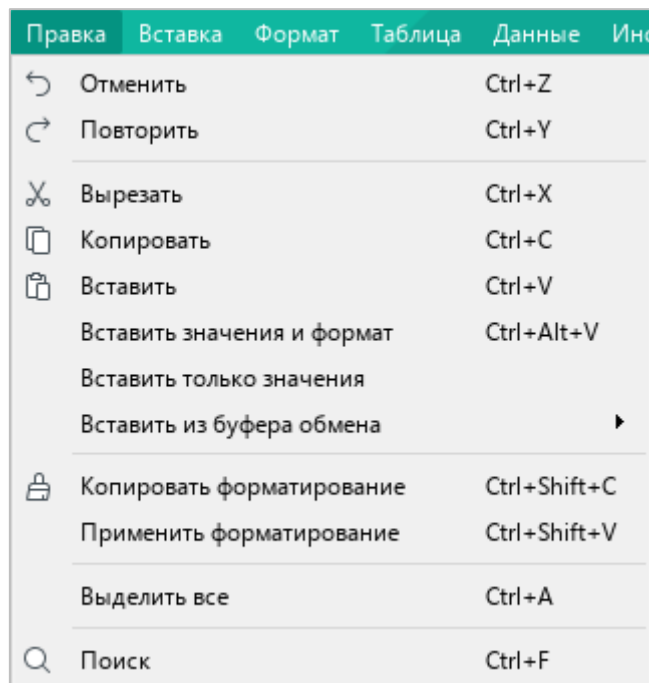 Правка Вставка Формат Таблица Данные
Отменить Ctrl+Z
Повторить Ctrl+Y
Вырезать Ctrl+X
Копировать Ctrl+C
Вставить Ctrl+V
Вставить значения и формат Ctrl+Alt+V
Вставить только значения
Вставить из буфера обмена
Копировать форматирование Ctrl+Shift+C
Применить форматирование Ctrl+Shift+V
Выделить все Ctrl+A
Поиск Ctrl+F